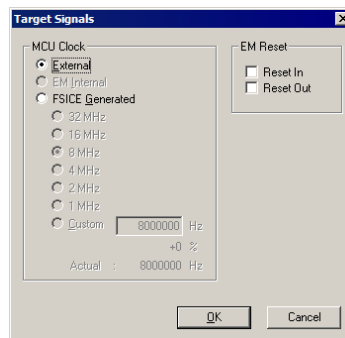 Target Signals
MCU Clock
External
EM Internal
FSICE Generated
32 MHz
16 MHz
8 MHz
4 MHz
2 MHz
1 MHz
Custom 8000000 Hz
+0 %
Actual : 8000000 Hz
EM Reset
Reset In
Reset Out
OK Cancel